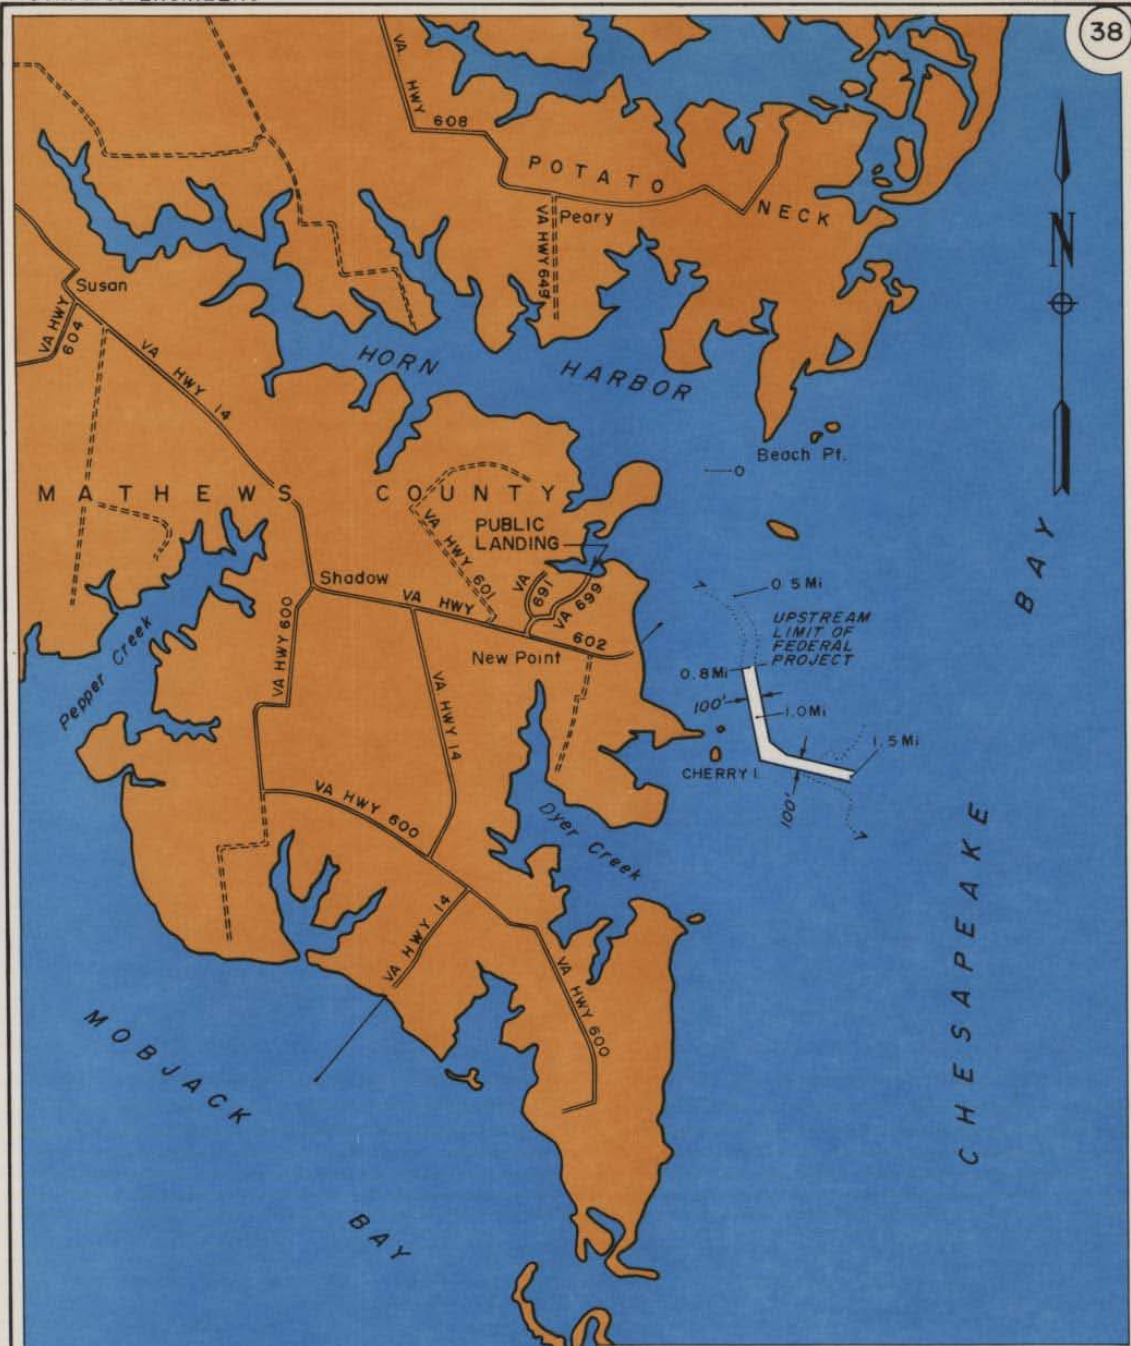 38
VA
HWY 608
POTATO
NECK
Peary
VA HWY 649
N
Susan
VA HWY
604
VA
HWY 14
HORN
HARBOR
Beach Pt.
0
MATHEWS COUNTY
PUBLIC
LANDING
VA
HWY 601
BAY
Shadow
VA HWY
602
VA
691
VA 699
New Point
0.5 Mi
UPSTREAM
LIMIT OF
FEDERAL
PROJECT
0.8 Mi
100'
1.0 Mi
1.5 Mi
CHERRY I.
100'
7
7
Pepper Creek
VA HWY 600
VA HWY 14
VA HWY 600
Dyer Creek
VA HWY 14
VA HWY 600
CHESAPEAKE
MOBJACK
BAY